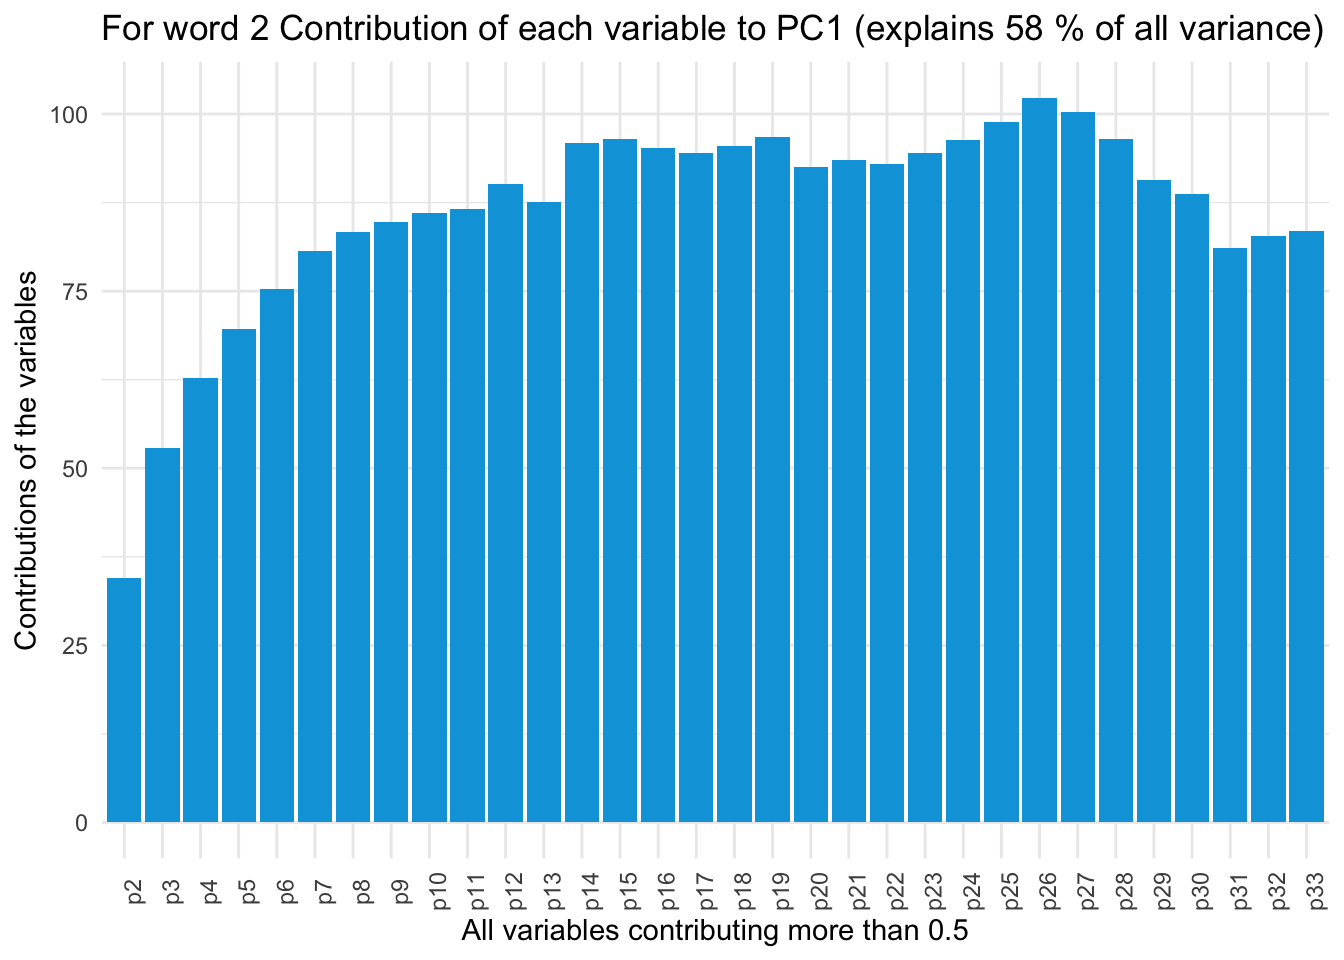 For word 2 Contribution of each variable to PC1 (explains 58 % of all variance)
Contributions of the variables
100
75
50
25
0
p2 p3 p4 p5 p6 p7 p8 p9 p10 p11 p12 p13 p14 p15 p16 p17 p18 p19 p20 p21 p22 p23 p24 p25 p26 p27 p28 p29 p30 p31 p32 p33
All variables contributing more than 0.5